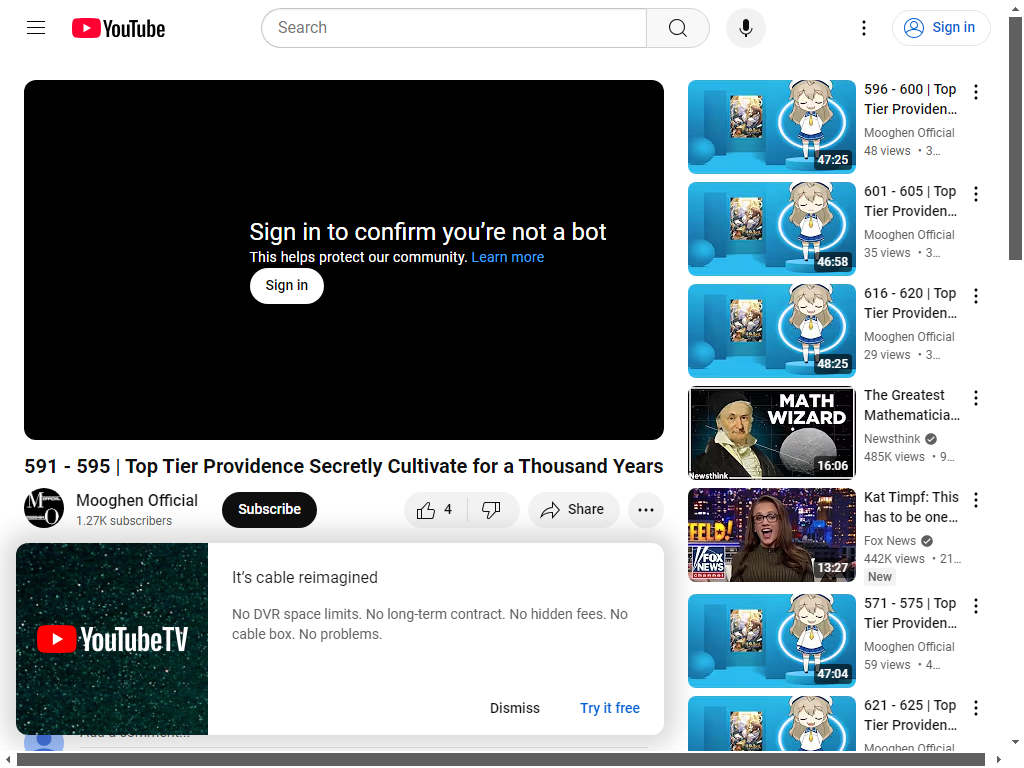 YouTube
Search
Sign in
Sign in to confirm you’re not a bot
This helps protect our community. Learn more
Sign in
591 - 595 | Top Tier Providence Secretly Cultivate for a Thousand Years
Mooghen Official
1.27K subscribers
Subscribe
4
Share
It’s cable reimagined
No DVR space limits. No long-term contract. No hidden fees. No
cable box. No problems.
YouTubeTV
Dismiss
Try it free
Add a comment...
47:25
596 - 600 | Top
Tier Providen...
Mooghen Official
48 views • 3...
46:58
601 - 605 | Top
Tier Providen...
Mooghen Official
35 views • 3...
48:25
616 - 620 | Top
Tier Providen...
Mooghen Official
29 views • 3...
MATH
WIZARD
Newsthink
16:06
The Greatest
Mathematicia...
Newsthink
485K views • 9...
FELD!
FOX
NEWS
channel
13:27
Kat Timpf: This
has to be one...
Fox News
442K views • 21...
New
47:04
571 - 575 | Top
Tier Providen...
Mooghen Official
59 views • 4...
621 - 625 | Top
Tier Providen...
Mooghen Official